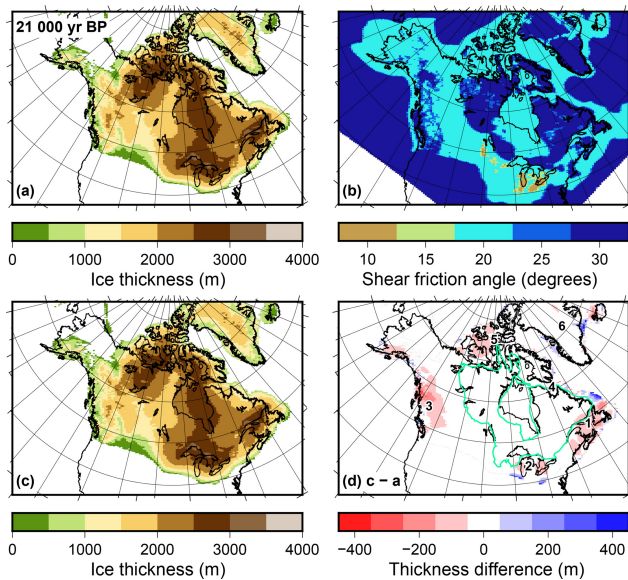 21 000 yr BP
(a)
(b)
0 1000 2000 3000 4000
Ice thickness (m)
10 15 20 25 30
Shear friction angle (degrees)
6
5
4
3
1
2
(c)
(d) c − a
0 1000 2000 3000 4000
Ice thickness (m)
−400 −200 0 200 400
Thickness difference (m)